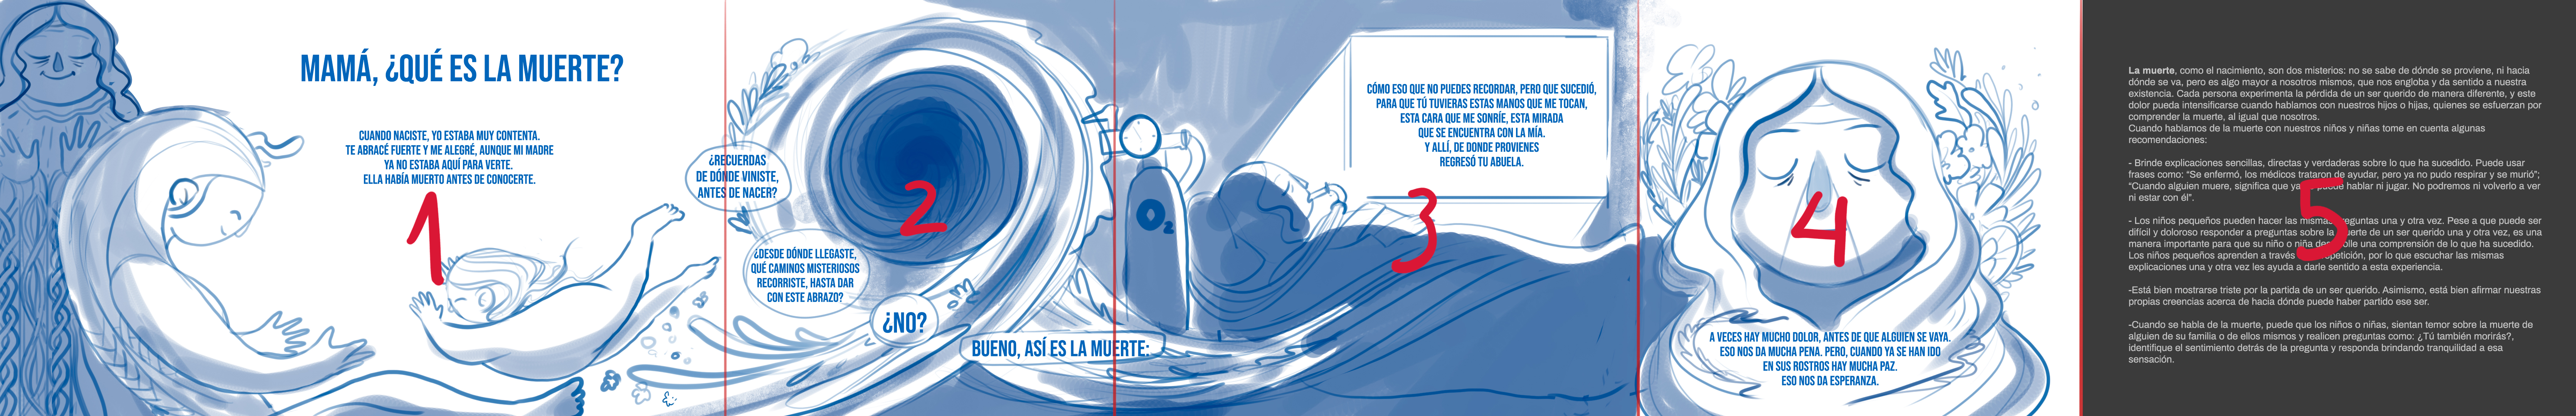 MAMÁ, ¿QUÉ ES LA MUERTE?
CUANDO NACISTE, YO ESTABA MUY CONTENTA.
TE ABRACÉ FUERTE Y ME ALEGRÉ, AUNQUE MI MADRE
YA NO ESTABA AQUÍ PARA VERTE.
ELLA HABÍA MUERTO ANTES DE CONOCERTE.
1
¿RECUERDAS
DE DÓNDE VINISTE,
ANTES DE NACER?
2
¿DESDE DÓNDE LLEGASTE,
QUÉ CAMINOS MISTERIOSOS
RECORRISTE, HASTA DAR
CON ESTE ABRAZO?
¿NO?
BUENO, ASÍ ES LA MUERTE:
O2
CÓMO ESO QUE NO PUEDES RECORDAR, PERO QUE SUCEDIÓ,
PARA QUE TÚ TUVIERAS ESTAS MANOS QUE ME TOCAN,
ESTA CARA QUE ME SONRÍE, ESTA MIRADA
QUE SE ENCUENTRA CON LA MÍA.
Y ALLÍ, DE DONDE PROVIENES
REGRESÓ TU ABUELA.
3
4
A VECES HAY MUCHO DOLOR, ANTES DE QUE ALGUIEN SE VAYA.
ESO NOS DA MUCHA PENA. PERO, CUANDO YA SE HAN IDO
EN SUS ROSTROS HAY MUCHA PAZ.
ESO NOS DA ESPERANZA.
La muerte, como el nacimiento, son dos misterios: no se sabe de dónde se proviene, ni hacia
dónde se va, pero es algo mayor a nosotros mismos, que nos engloba y da sentido a nuestra
existencia. Cada persona experimenta la pérdida de un ser querido de manera diferente, y este
dolor pueda intensificarse cuando hablamos con nuestros hijos o hijas, quienes se esfuerzan por
comprender la muerte, al igual que nosotros.
Cuando hablamos de la muerte con nuestros niños y niñas tome en cuenta algunas
recomendaciones:
- Brinde explicaciones sencillas, directas y verdaderas sobre lo que ha sucedido. Puede usar
frases como: “Se enfermó, los médicos trataron de ayudar, pero ya no pudo respirar y se murió”;
“Cuando alguien muere, significa que ya puede hablar ni jugar. No podremos ni volverlo a ver
ni estar con él”.
- Los niños pequeños pueden hacer las mismas preguntas una y otra vez. Pese a que puede ser
difícil y doloroso responder a preguntas sobre la muerte de un ser querido una y otra vez, es una
manera importante para que su niño o niña desarrolle una comprensión de lo que ha sucedido.
Los niños pequeños aprenden a través repetición, por lo que escuchar las mismas
explicaciones una y otra vez les ayuda a darle sentido a esta experiencia.
-Está bien mostrarse triste por la partida de un ser querido. Asimismo, está bien afirmar nuestras
propias creencias acerca de hacia dónde puede haber partido ese ser.
-Cuando se habla de la muerte, puede que los niños o niñas, sientan temor sobre la muerte de
alguien de su familia o de ellos mismos y realicen preguntas como: ¿Tú también morirás?,
identifique el sentimiento detrás de la pregunta y responda brindando tranquilidad a esa
sensación.
5